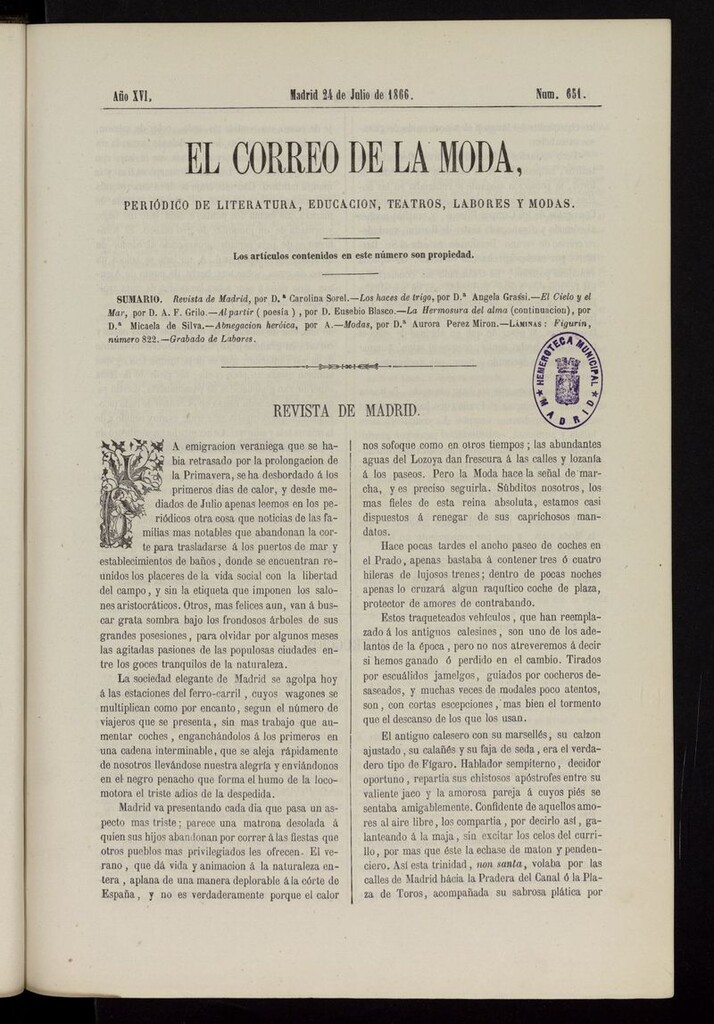 Año XVI.
Madrid 24 de Julio de 1866.
Num. 651.
EL CORREO DE LA MODA,
PERIÓDICO DE LITERATURA, EDUCACION, TEATROS, LABORES Y MODAS.
Los artículos contenidos en este número son propiedad.
SUMARIO. Revista de Madrid, por D.ª Carolina Sorel.—Los haces de trigo, por D.ª Angela Grassi.—El Cielo y el
Mar, por D. A. F. Grilo.—Al partir ( poesía ) , por D. Eusebio Blasco.—La Hermosura del alma (continuacion), por
D.ª Micaela de Silva.—Abnegacion heróica, por A.—Modas, por D.ª Aurora Perez Miron.—LÁMINAS: Figurin,
número 822.—Grabado de Labores.
HEMEROTECA MUNICIPAL
MADRID
REVISTA DE MADRID.
LA emigracion veraniega que se ha-
bia retrasado por la prolongacion de
la Primavera, se ha desbordado á los
primeros dias de calor, y desde me-
diados de Julio apenas leemos en los pe-
riódicos otra cosa que noticias de las fa-
milias mas notables que abandonan la cor-
te para trasladarse á los puertos de mar y
establecimientos de baños , donde se encuentran re-
unidos los placeres de la vida social con la libertad
del campo , y sin la etiqueta que imponen los salo-
nes aristocráticos. Otros, mas felices aun, van á bus-
car grata sombra bajo los frondosos árboles de sus
grandes posesiones, para olvidar por algunos meses
las agitadas pasiones de las populosas ciudades en-
tre los goces tranquilos de la naturaleza.
La sociedad elegante de Madrid se agolpa hoy
á las estaciones del ferro-carril , cuyos wagones se
multiplican como por encanto, segun el número de
viajeros que se presenta, sin mas trabajo que au-
mentar coches , enganchándolos á los primeros en
una cadena interminable, que se aleja rápidamente
de nosotros llevándose nuestra alegría y enviándonos
en el negro penacho que forma el humo de la loco-
motora el triste adios de la despedida.
Madrid va presentando cada dia que pasa un as-
pecto mas triste; parece una matrona desolada á
quien sus hijos abandonan por correr á las fiestas que
otros pueblos mas privilegiados les ofrecen. El ve-
rano , que dá vida y animacion á la naturaleza en-
tera , aplana de una manera deplorable á la córte de
España, y no es verdaderamente porque el calor
nos sofoque como en otros tiempos ; las abundantes
aguas del Lozoya dan frescura á las calles y lozanía
á los paseos. Pero la Moda hace la señal de mar-
cha, y es preciso seguirla. Súbditos nosotros, los
mas fieles de esta reina absoluta, estamos casi
dispuestos á renegar de sus caprichosos man-
datos.
Hace pocas tardes el ancho paseo de coches en
el Prado, apenas bastaba á contener tres ó cuatro
hileras de lujosos trenes; dentro de pocas noches
apenas lo cruzará algun raquítico coche de plaza,
protector de amores de contrabando.
Estos traqueteados vehículos , que han reempla-
zado á los antiguos calesines, son uno de los ade-
lantos de la época , pero no nos atreveremos á decir
si hemos ganado ó perdido en el cambio. Tirados
por escuálidos jamelgos, guiados por cocheros de-
saseados, y muchas veces de modales poco atentos,
son , con cortas escepciones , mas bien el tormento
que el descanso de los que los usan.
El antiguo calesero con su marsellés, su calzon
ajustado , su calañés y su faja de seda, era el verda-
dero tipo de Fígaro. Hablador sempiterno, decidor
oportuno , repartia sus chistosos apóstrofes entre su
valiente jaco y la amorosa pareja á cuyos piés se
sentaba amigablemente. Confidente de aquellos amo-
res al aire libre, los compartia , por decirlo así , ga-
lanteando á la maja , sin excitar los celos del curri-
llo, por mas que éste la echase de maton y penden-
ciero. Así esta trinidad, non santa, volaba por las
calles de Madrid hácia la Pradera del Canal ó la Pla-
za de Toros, acompañada su sabrosa plática por